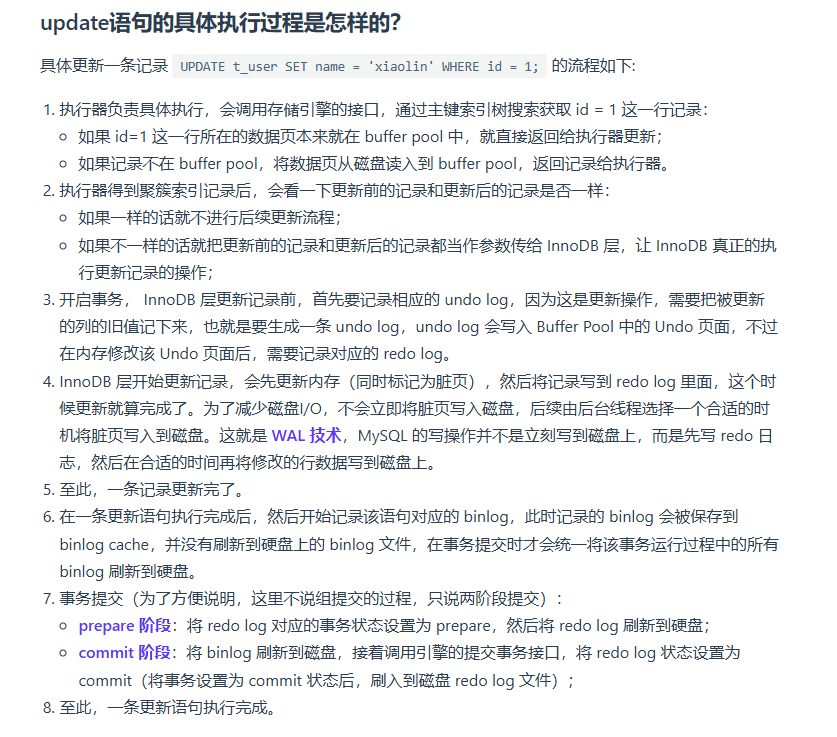 update语句的具体执行过程是怎样的？
具体更新一条记录 UPDATE t_user SET name = 'xiaolin' WHERE id = 1; 的流程如下:
1. 执行器负责具体执行，会调用存储引擎的接口，通过主键索引树搜索获取 id = 1 这一行记录：
如果 id=1 这一行所在的数据页本来就在 buffer pool 中，就直接返回给执行器更新；
如果记录不在 buffer pool，将数据页从磁盘读入到 buffer pool，返回记录给执行器。
2. 执行器得到聚簇索引记录后，会看一下更新前的记录和更新后的记录是否一样：
如果一样的话就不进行后续更新流程；
如果不一样的话就把更新前的记录和更新后的记录都当作参数传给 InnoDB 层，让 InnoDB 真正的执
行更新记录的操作；
3. 开启事务， InnoDB 层更新记录前，首先要记录相应的 undo log，因为这是更新操作，需要把被更新
的列的旧值记下来，也就是要生成一条 undo log，undo log 会写入 Buffer Pool 中的 Undo 页面，不过
在内存修改该 Undo 页面后，需要记录对应的 redo log。
4. InnoDB 层开始更新记录，会先更新内存（同时标记为脏页），然后将记录写到 redo log 里面，这个时
候更新就算完成了。为了减少磁盘I/O，不会立即将脏页写入磁盘，后续由后台线程选择一个合适的时
机将脏页写入到磁盘。这就是 WAL 技术，MySQL 的写操作并不是立刻写到磁盘上，而是先写 redo 日
志，然后在合适的时间再将修改的行数据写到磁盘上。
5. 至此，一条记录更新完了。
6. 在一条更新语句执行完成后，然后开始记录该语句对应的 binlog，此时记录的 binlog 会被保存到
binlog cache，并没有刷新到硬盘上的 binlog 文件，在事务提交时才会统一将该事务运行过程中的所有
binlog 刷新到硬盘。
7. 事务提交（为了方便说明，这里不说组提交的过程，只说两阶段提交）：
prepare 阶段：将 redo log 对应的事务状态设置为 prepare，然后将 redo log 刷新到硬盘；
commit 阶段：将 binlog 刷新到磁盘，接着调用引擎的提交事务接口，将 redo log 状态设置为
commit（将事务设置为 commit 状态后，刷入到磁盘 redo log 文件）；
8. 至此，一条更新语句执行完成。